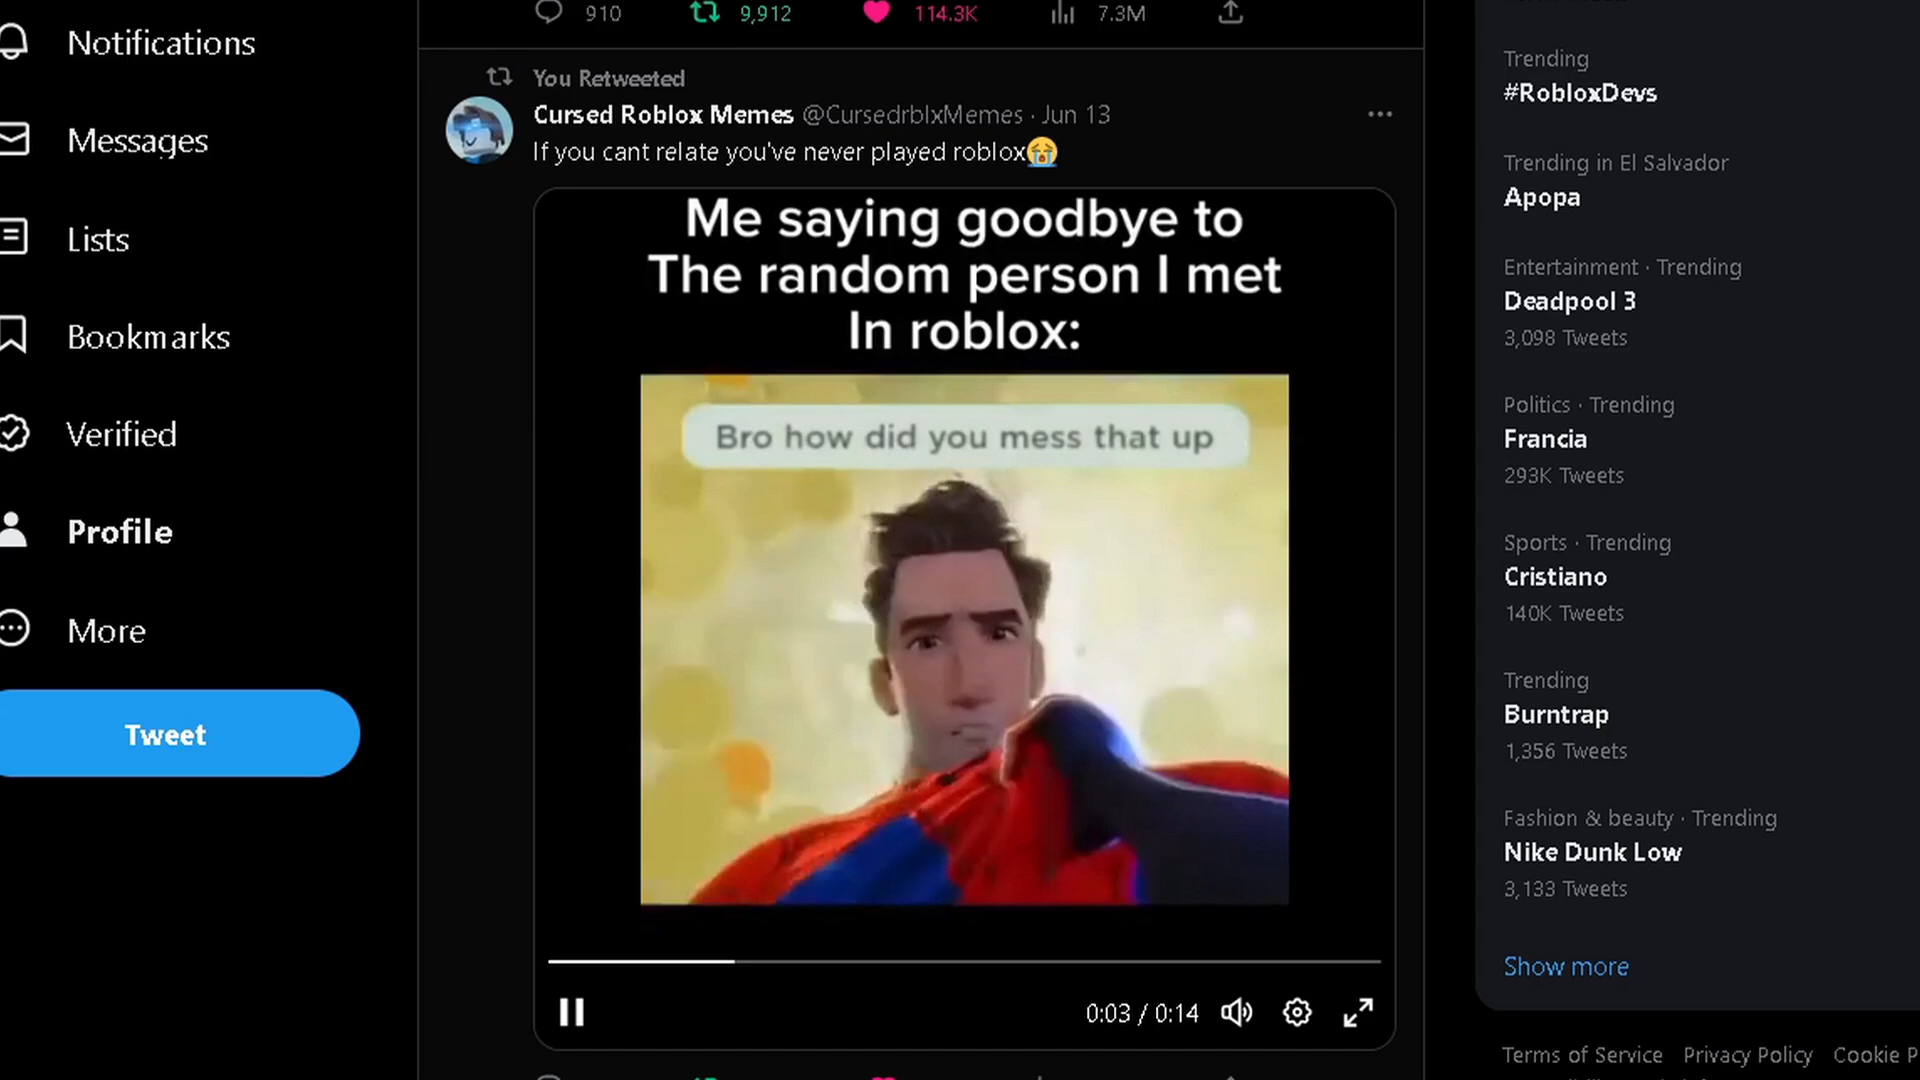 Notifications
Messages
Lists
Bookmarks
Verified
Profile
More
Tweet
910 9,912 114.3K 7.3M
You Retweeted
Cursed Roblox Memes @CursedrblxMemes · Jun 13
If you cant relate you've never played roblox😭
Me saying goodbye to
The random person I met
In roblox:
Bro how did you mess that up
0:03 / 0:14
Trending
#RobloxDevs
Trending in El Salvador
Apopa
Entertainment · Trending
Deadpool 3
3,098 Tweets
Politics · Trending
Francia
293K Tweets
Sports · Trending
Cristiano
140K Tweets
Trending
Burntrap
1,356 Tweets
Fashion & beauty · Trending
Nike Dunk Low
3,133 Tweets
Show more
Terms of Service Privacy Policy Cookie P